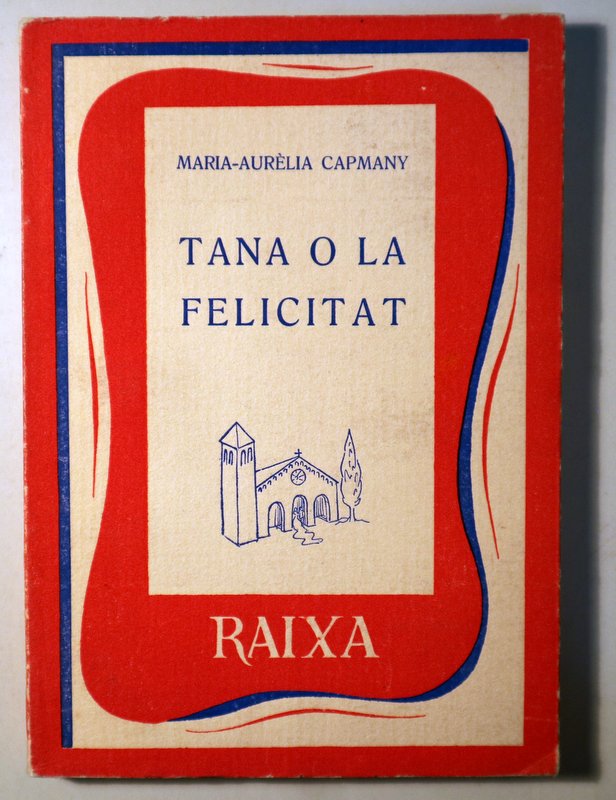 MARIA-AURÈLIA CAPMANY
TANA O LA
FELICITAT
RAIXA